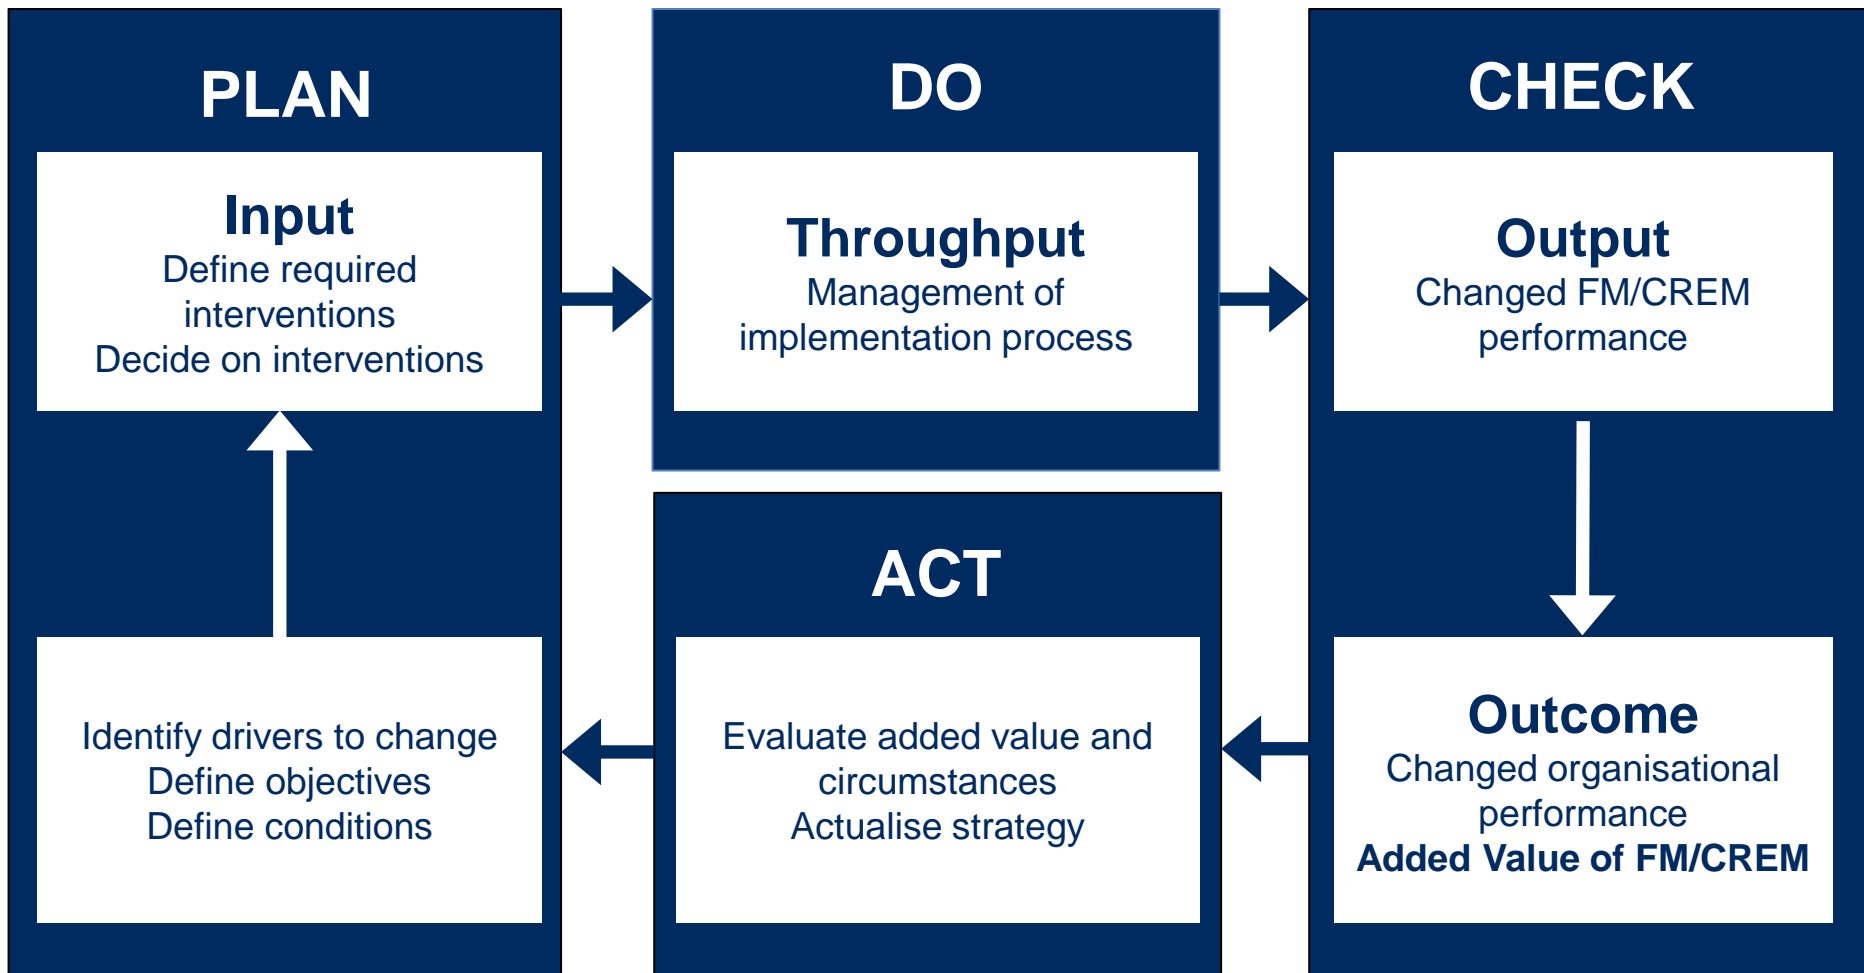 PLAN
Input
Define required
interventions
Decide on interventions
Identify drivers to change
Define objectives
Define conditions
DO
Throughput
Management of
implementation process
ACT
Evaluate added value and
circumstances
Actualise strategy
CHECK
Output
Changed FM/CREM
performance
Outcome
Changed organisational
performance
Added Value of FM/CREM